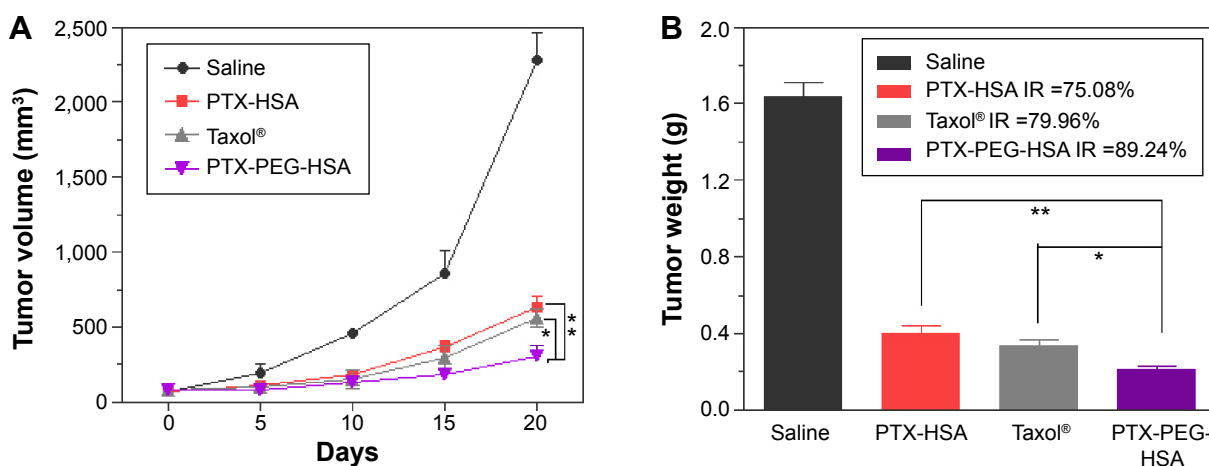 A
Tumor volume (mm³)
2,500
2,000
1,500
1,000
500
0
Saline
PTX-HSA
Taxol®
PTX-PEG-HSA
*
**
0 5 10 15 20
Days
B
Tumor weight (g)
2.0
1.6
1.2
0.8
0.4
0.0
Saline
PTX-HSA IR =75.08%
Taxol® IR =79.96%
PTX-PEG-HSA IR =89.24%
**
*
Saline PTX-HSA Taxol® PTX-PEG-
HSA